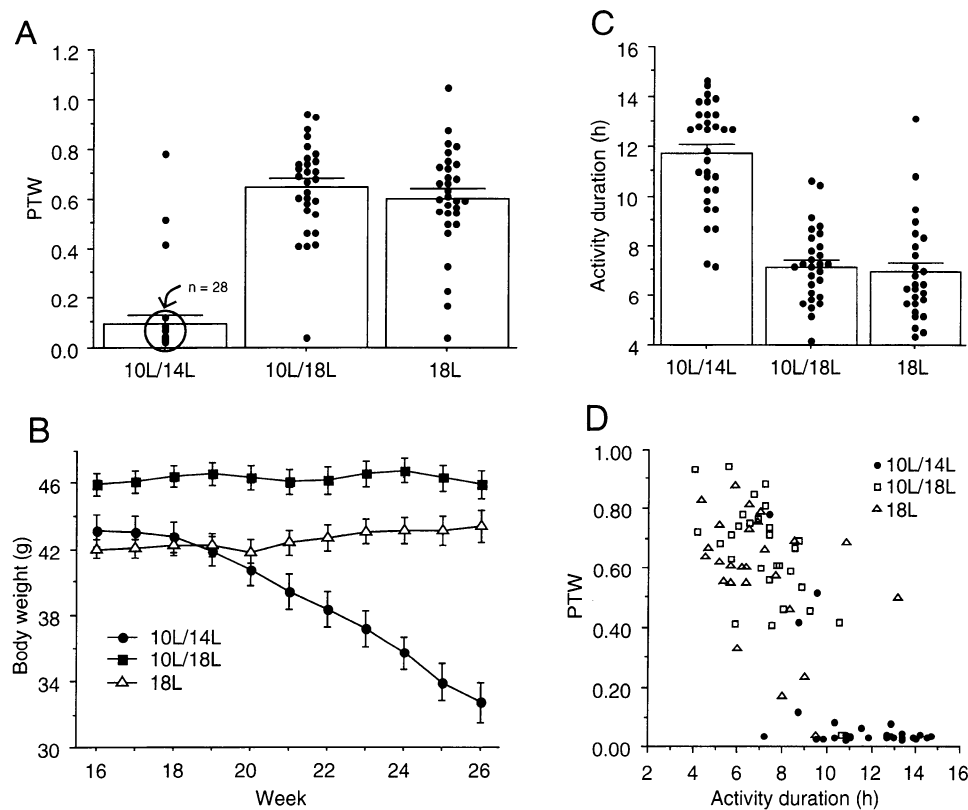 A
1.2
1.0
0.8
0.6
0.4
0.2
0.0
PTW
n = 28
10L/14L 10L/18L 18L
C
16
14
12
10
8
6
4
Activity duration (h)
10L/14L 10L/18L 18L
B
46
42
38
34
30
Body weight (g)
10L/14L
10L/18L
18L
16 18 20 22 24 26
Week
D
1.00
0.80
0.60
0.40
0.20
0.00
PTW
10L/14L
10L/18L
18L
2 4 6 8 10 12 14 16
Activity duration (h)